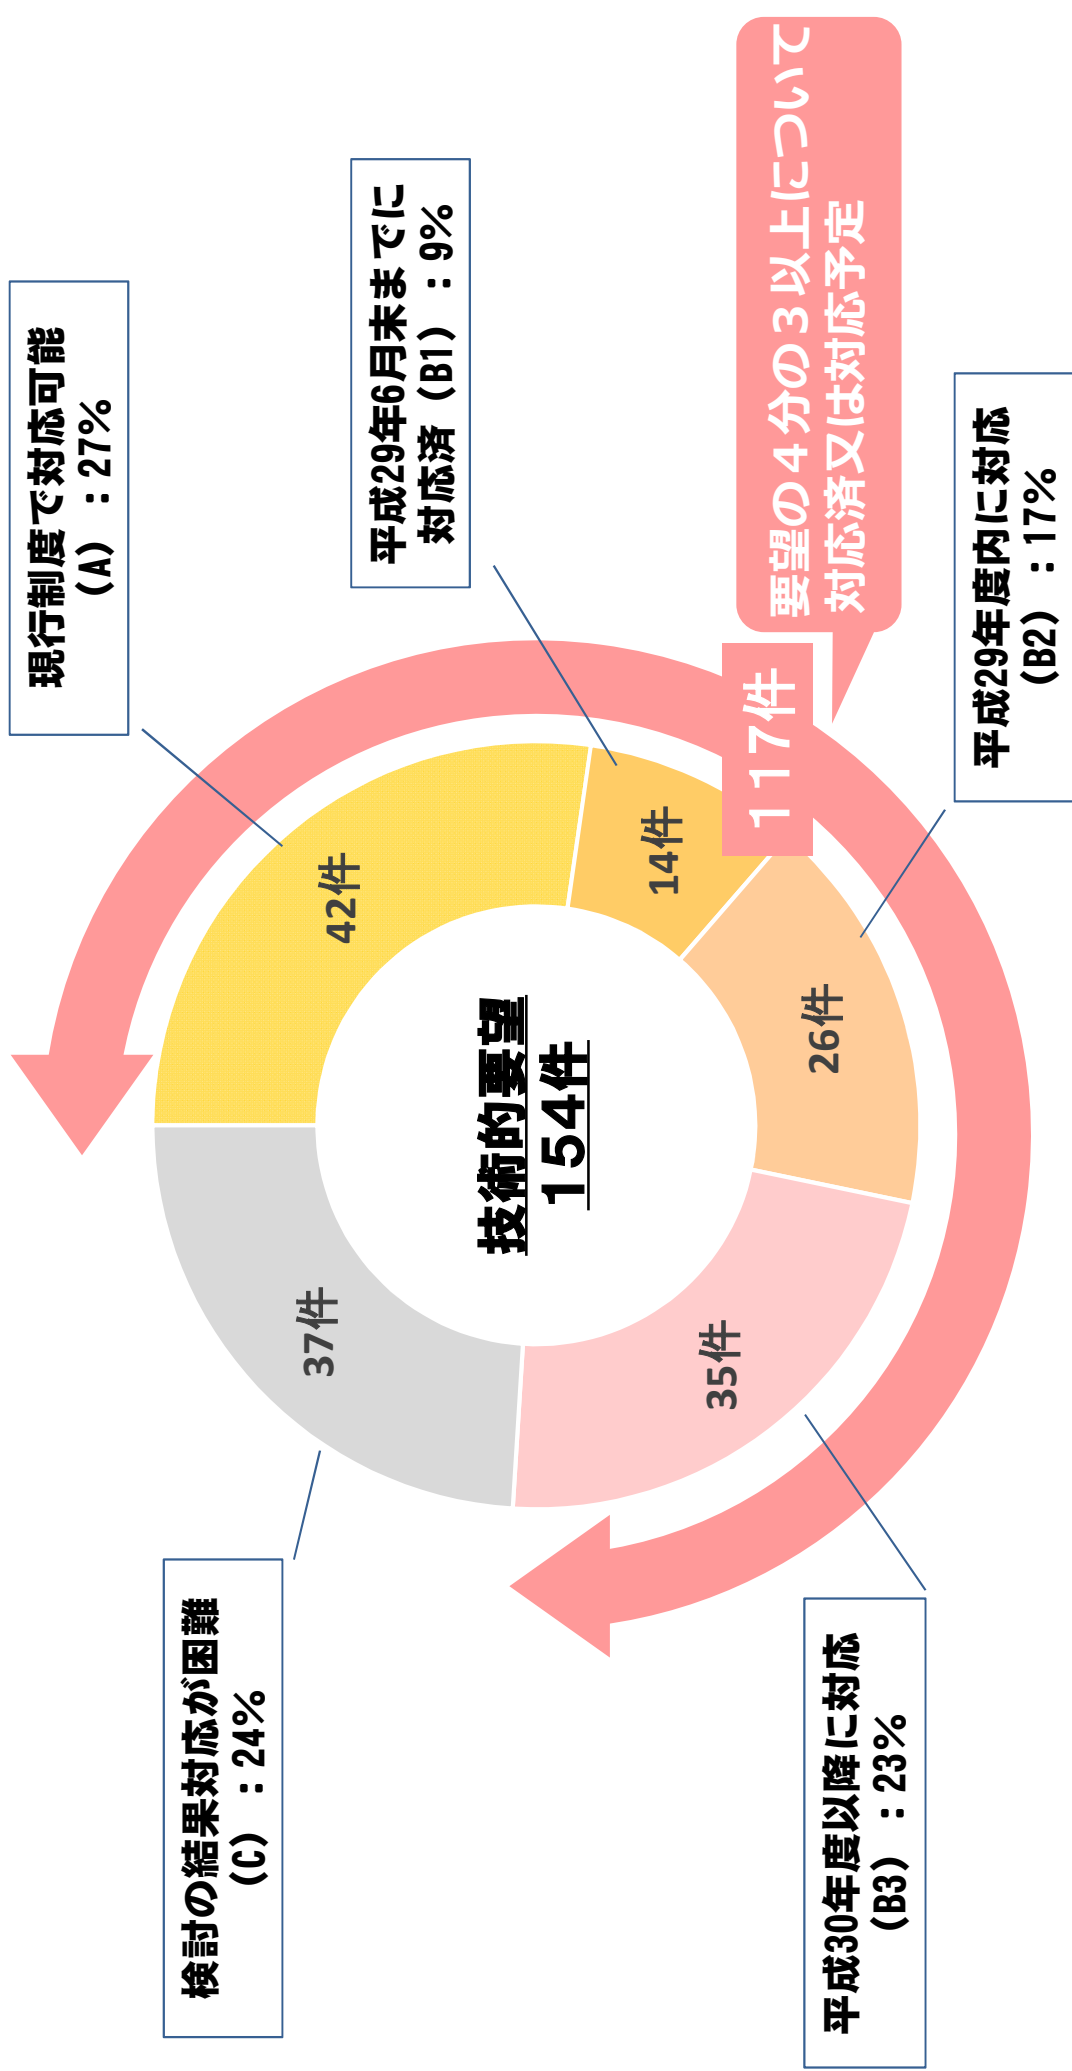 現行制度で対応可能
(A) :27%
平成29年6月末までに
対応済(B1) :9%
要望の4分の3以上について
対応済又は対応予定
117件
平成29年度内に対応
(B2) :17%
平成30年度以降に対応
(B3) :23%
検討の結果対応が困難
(C) :24%
42件
14件
26件
35件
37件
技術的要望
154件